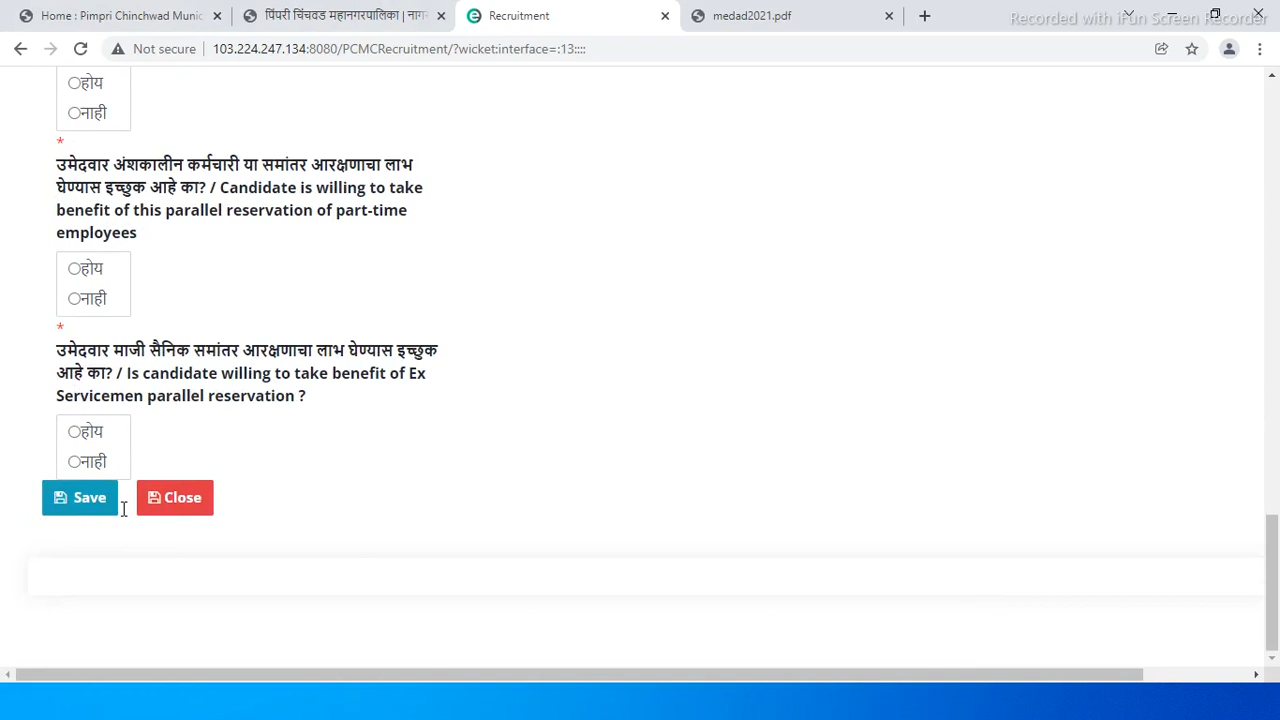 Home : Pimpri Chinchwad Munic
पिंपरी चिंचवड महानगरपालिका | नाग
Recruitment
medad2021.pdf
Recorded with iFun Screen Recorder
Not secure
103.224.247.134:8080/PCMCRecruitment/?wicket:interface=:13::::
होय
नाही
*
उमेदवार अंशकालीन कर्मचारी या समांतर आरक्षणाचा लाभ
घेण्यास इच्छुक आहे का? / Candidate is willing to take
benefit of this parallel reservation of part-time
employees
होय
नाही
*
उमेदवार माजी सैनिक समांतर आरक्षणाचा लाभ घेण्यास इच्छुक
आहे का? / Is candidate willing to take benefit of Ex
Servicemen parallel reservation ?
होय
नाही
Save
Close